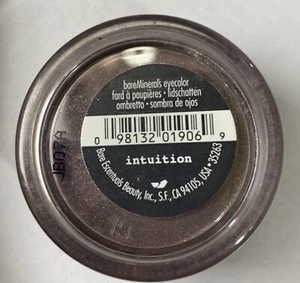 bareMinerals eyecolor
fard à paupières • lidschatten
ombretto • sombra de ojos
0 98132 01906 9
intuition
Bare Escentuals Beauty, Inc., S.F., CA 94105, USA • 35263